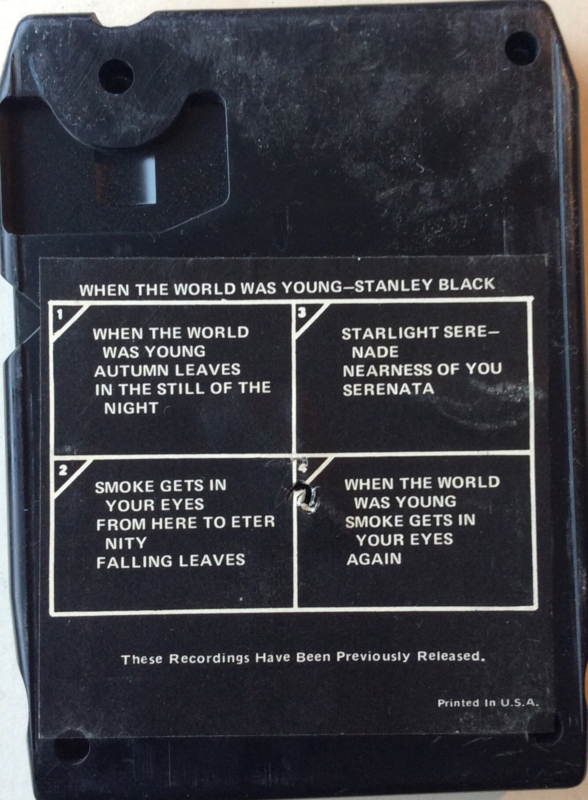 WHEN THE WORLD WAS YOUNG—STANLEY BLACK
1
WHEN THE WORLD
WAS YOUNG
AUTUMN LEAVES
IN THE STILL OF THE
NIGHT
3
STARLIGHT SERE—
NADE
NEARNESS OF YOU
SERENATA
2
SMOKE GETS IN
YOUR EYES
FROM HERE TO ETER
NITY
FALLING LEAVES
4
WHEN THE WORLD
WAS YOUNG
SMOKE GETS IN
YOUR EYES
AGAIN
These Recordings Have Been Previously Released.
Printed In U.S.A.